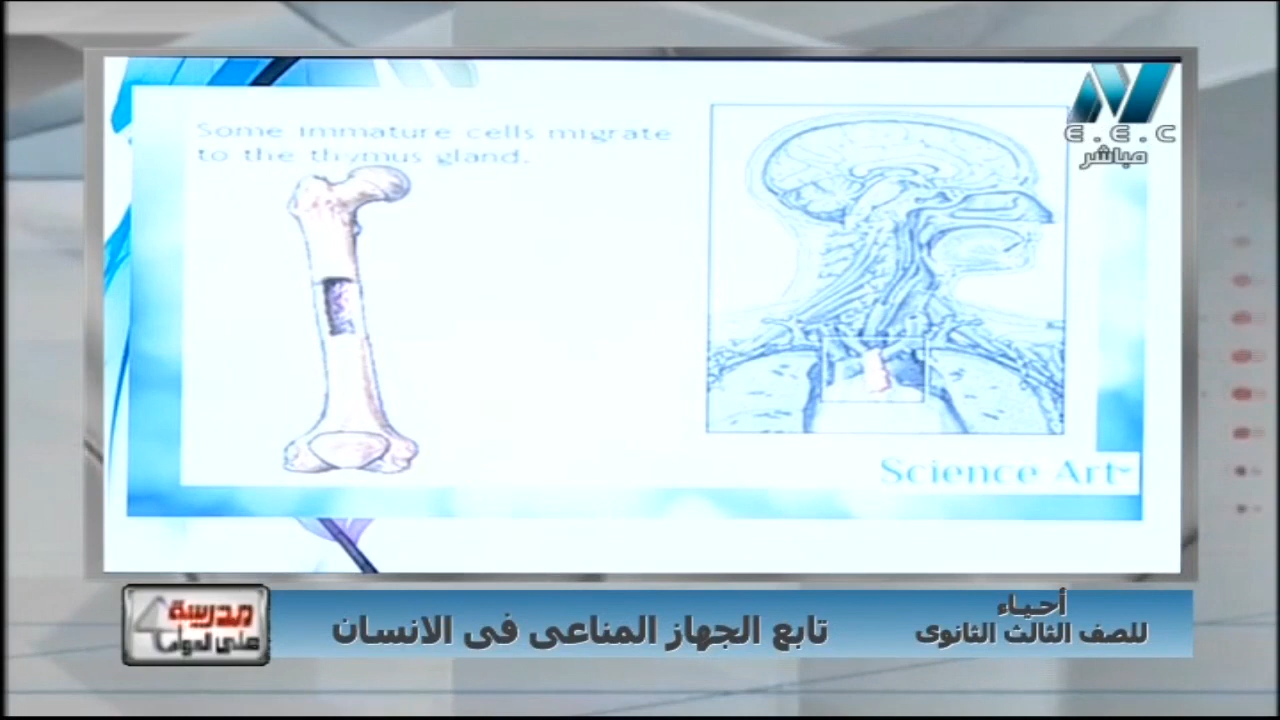 Some immature cells migrate
to the thymus gland.
E.E.C
مباشر
Science Art
أحياء
للصف الثالث الثانوى
تابع الجهاز المناعى فى الانسان
مدرسة
على الهواء